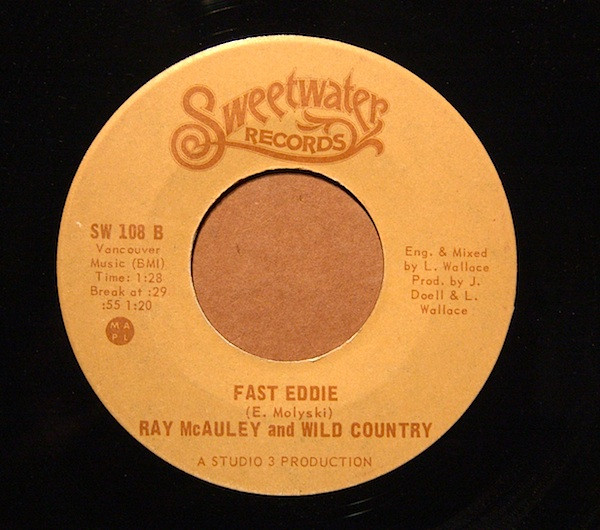 Sweetwater
RECORDS
SW 108 B
Vancouver
Music (BMI)
Time: 1:28
Break at :29
:55 1:20
M A
P L
Eng. & Mixed
by L. Wallace
Prod. by J.
Doell & L.
Wallace
FAST EDDIE
(E. Molyski)
RAY McAULEY and WILD COUNTRY
A STUDIO 3 PRODUCTION